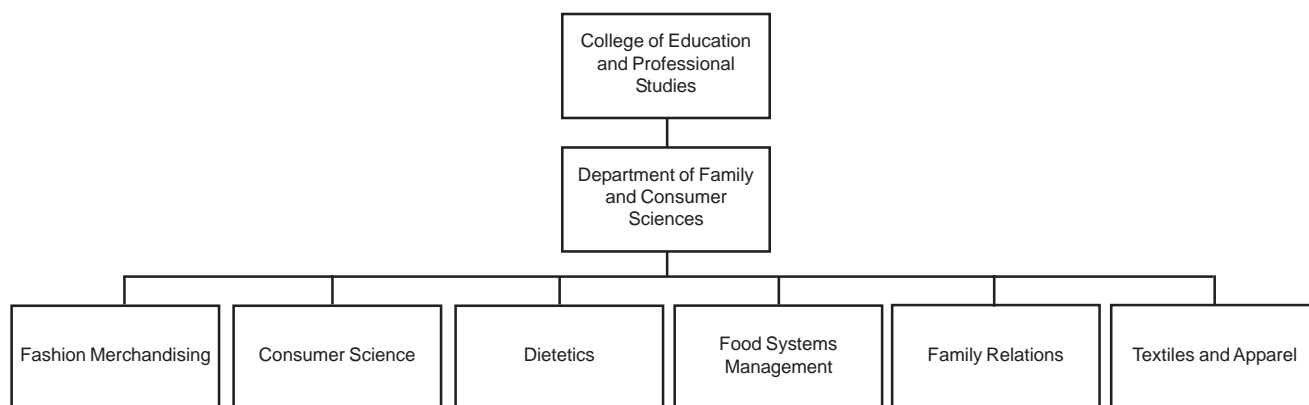 College of Education
and Professional
Studies
Department of Family
and Consumer
Sciences
Fashion Merchandising
Consumer Science
Dietetics
Food Systems
Management
Family Relations
Textiles and Apparel